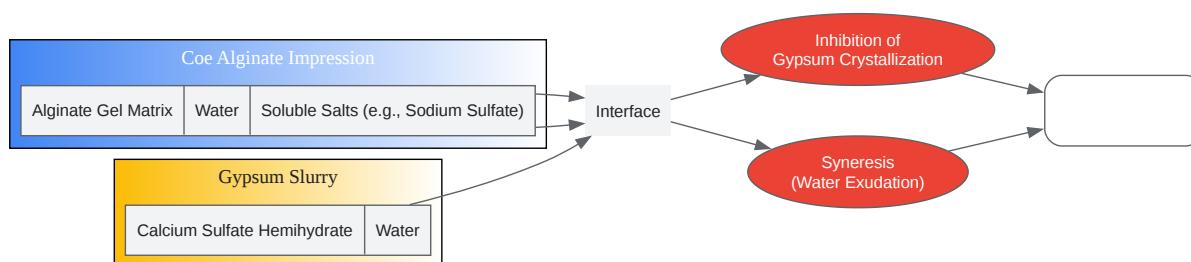 Coe Alginate Impression
Alginate Gel Matrix
Water
Soluble Salts (e.g., Sodium Sulfate)
Gypsum Slurry
Calcium Sulfate Hemihydrate
Water
Interface
Inhibition of
Gypsum Crystallization
Syneresis
(Water Exudation)